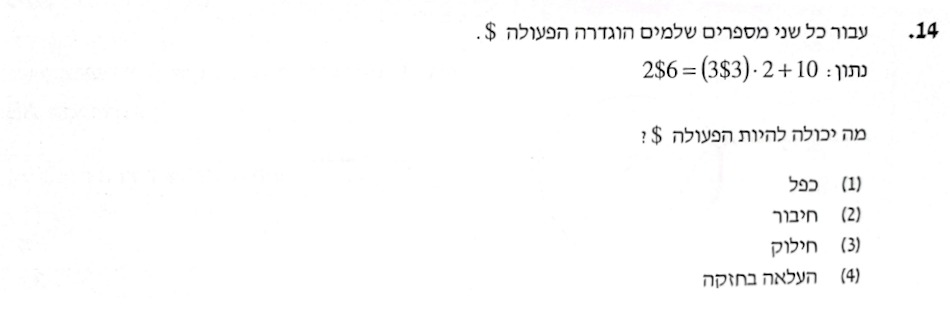 14. עבור כל שני מספרים שלמים הוגדרה הפעולה $.
נתון: 2$6 = (3$3) · 2 + 10
מה יכולה להיות הפעולה $?
(1) כפל
(2) חיבור
(3) חילוק
(4) העלאה בחזקה